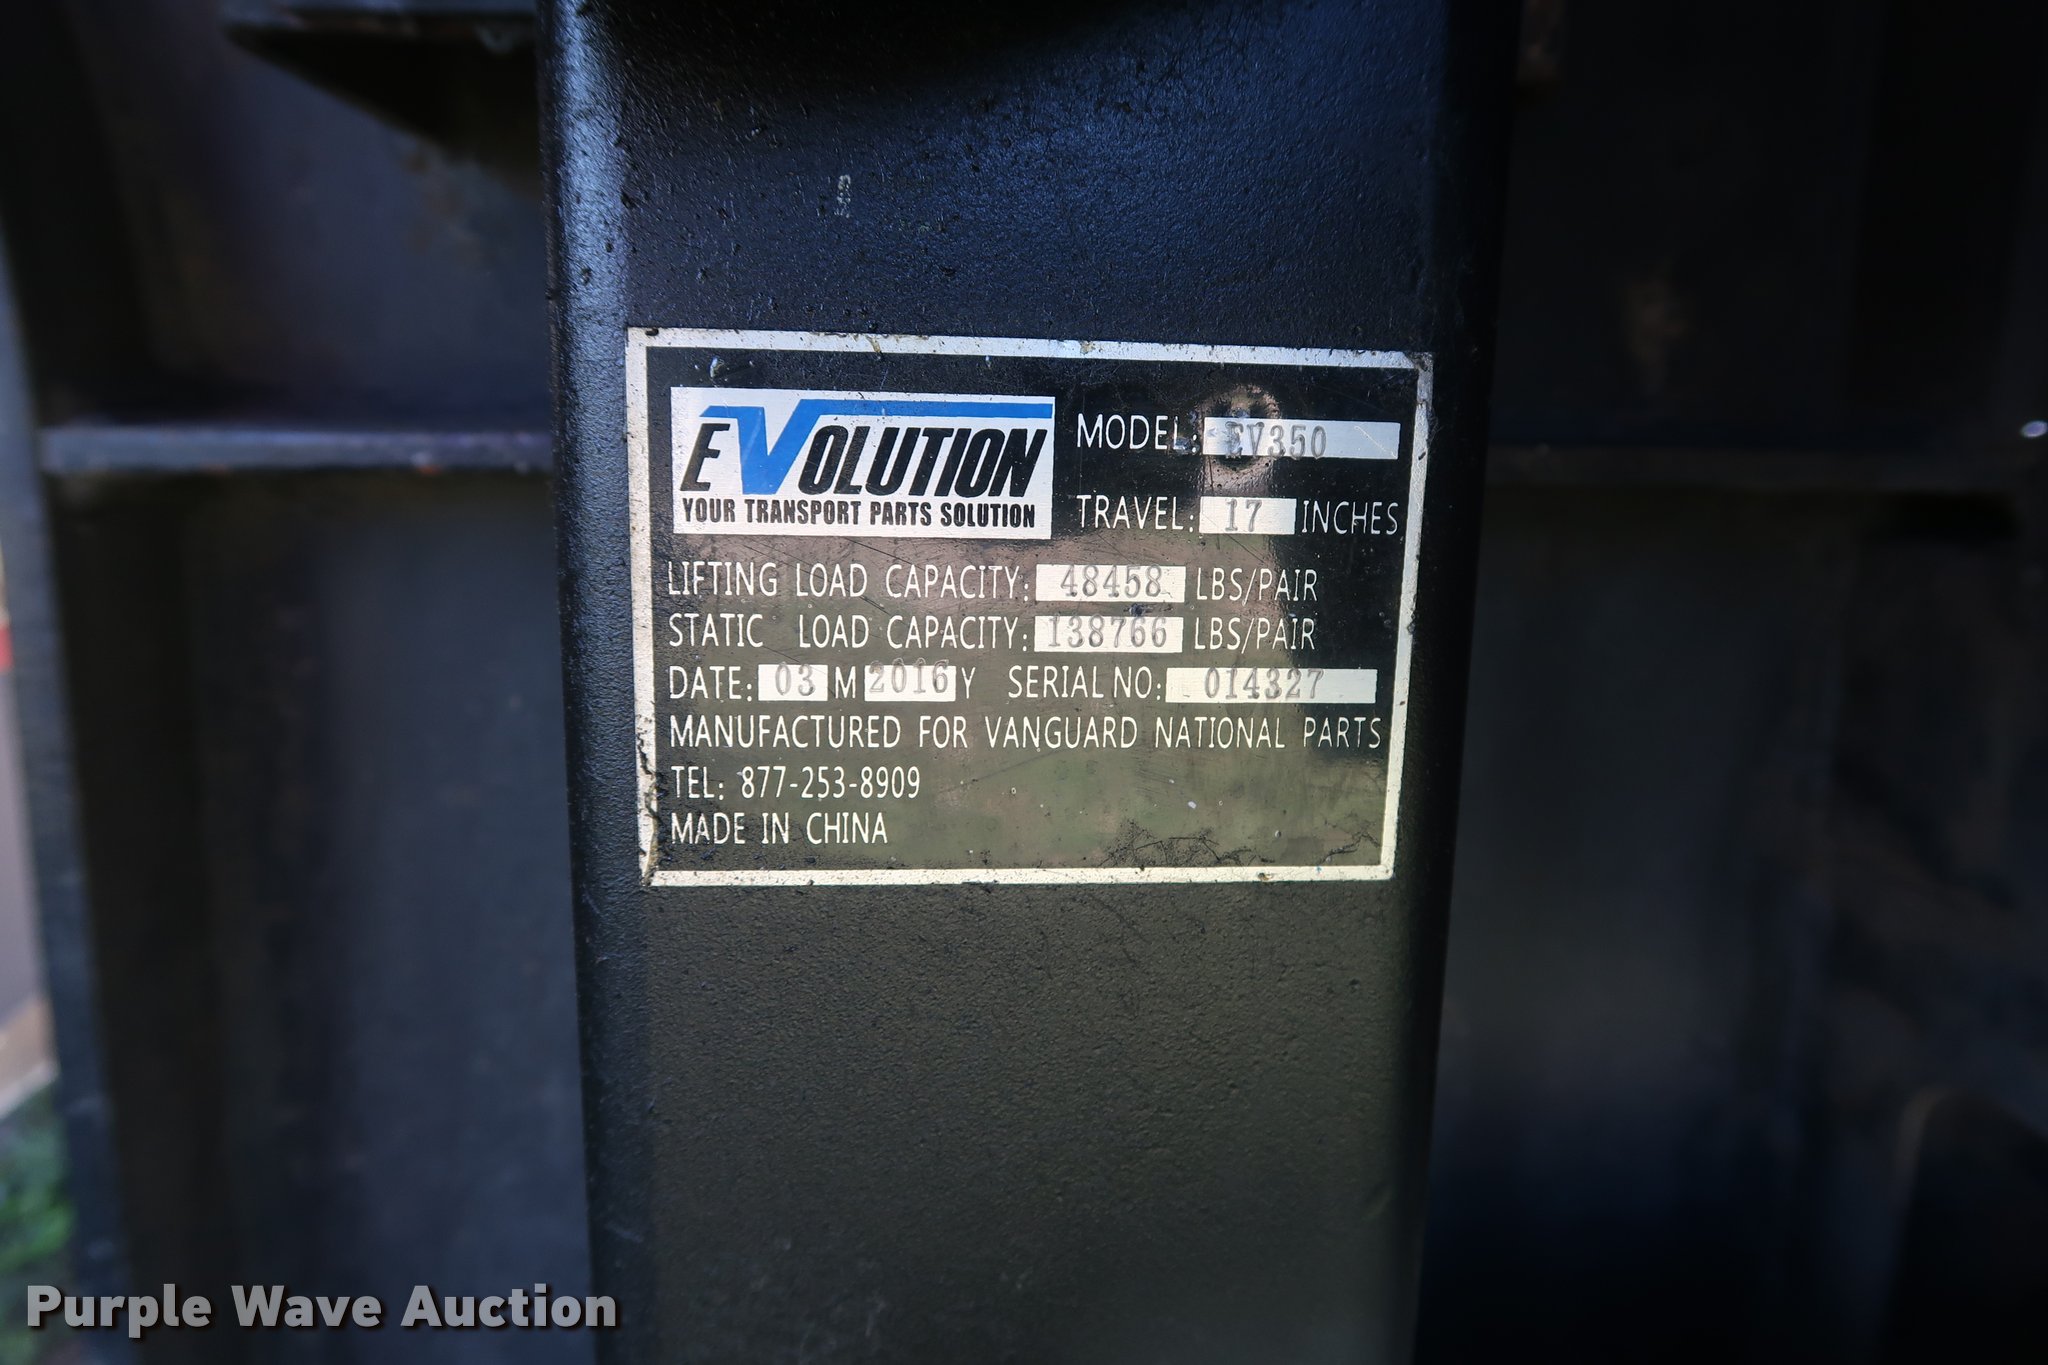 EVOLUTION
YOUR TRANSPORT PARTS SOLUTION
MODEL: EV350
TRAVEL: 17 INCHES
LIFTING LOAD CAPACITY: 48458 LBS/PAIR
STATIC LOAD CAPACITY: 138766 LBS/PAIR
DATE: 03 M 2016 Y SERIAL NO: 014327
MANUFACTURED FOR VANGUARD NATIONAL PARTS
TEL: 877-253-8909
MADE IN CHINA
Purple Wave Auction